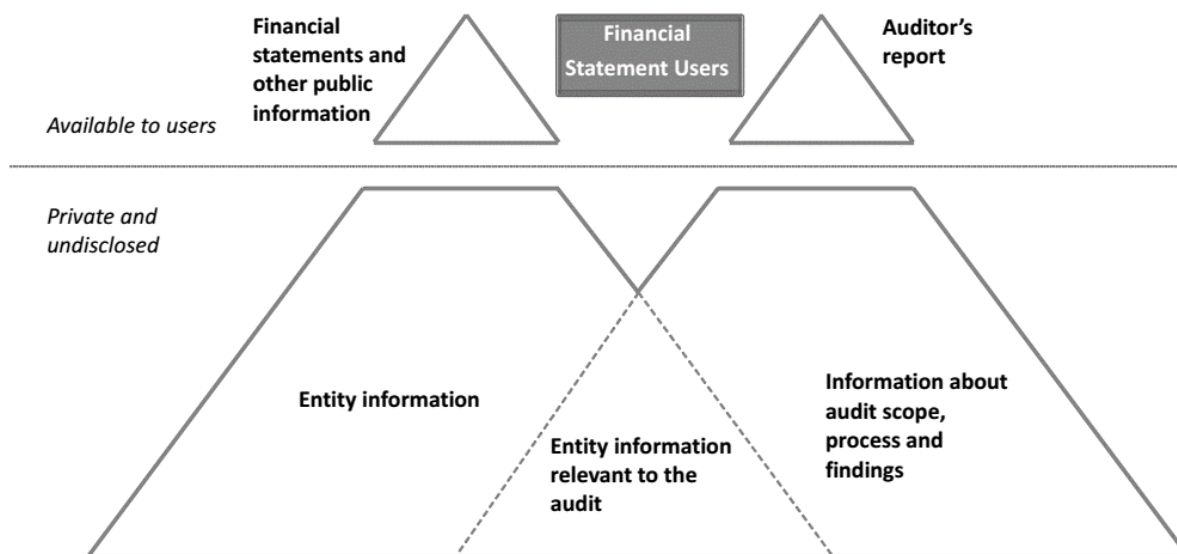 Financial
statements and
other public
information
Financial
Statement Users
Auditor's
report
Available to users
Private and
undisclosed
Entity information
Entity information
relevant to the
audit
Information about
audit scope,
process and
findings